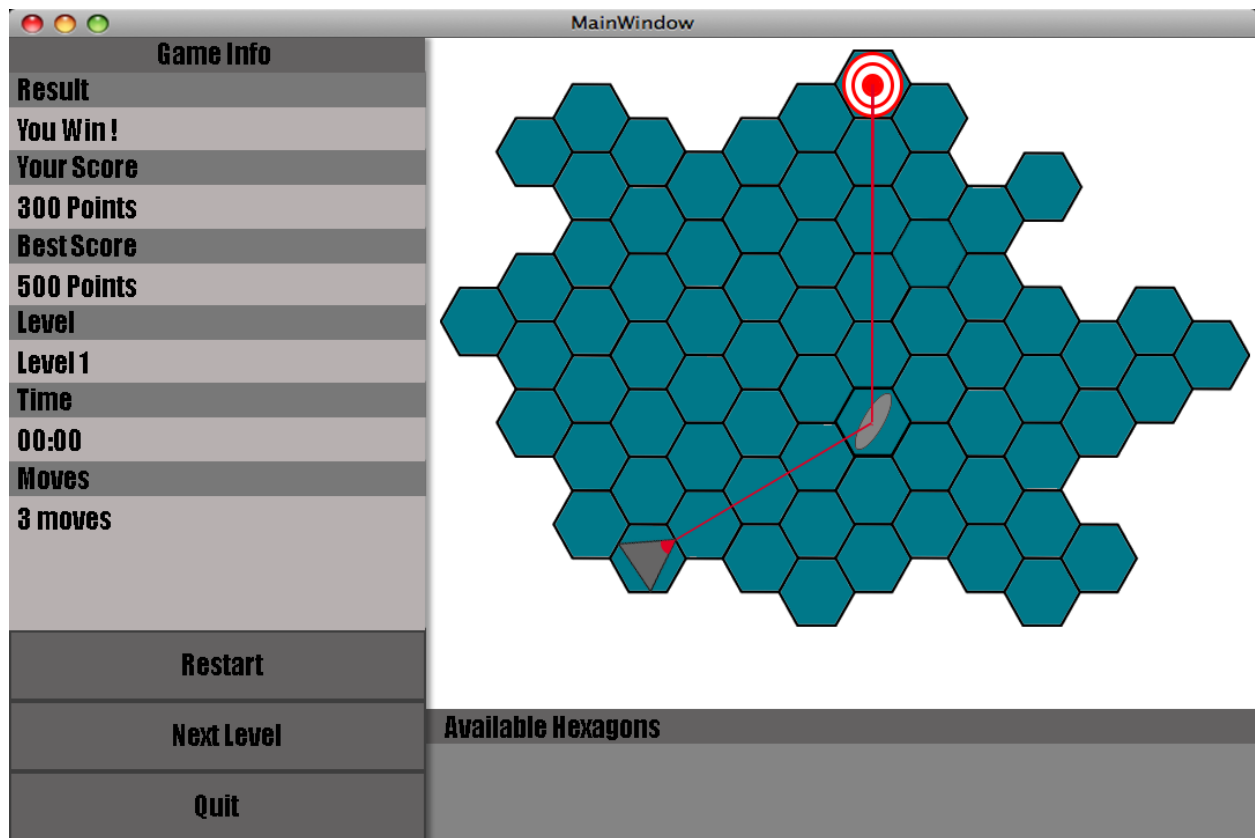 MainWindow
Game Info
Result
You Win !
Your Score
300 Points
Best Score
500 Points
Level
Level 1
Time
00:00
Moves
3 moves
Restart
Next Level
Quit
Available Hexagons